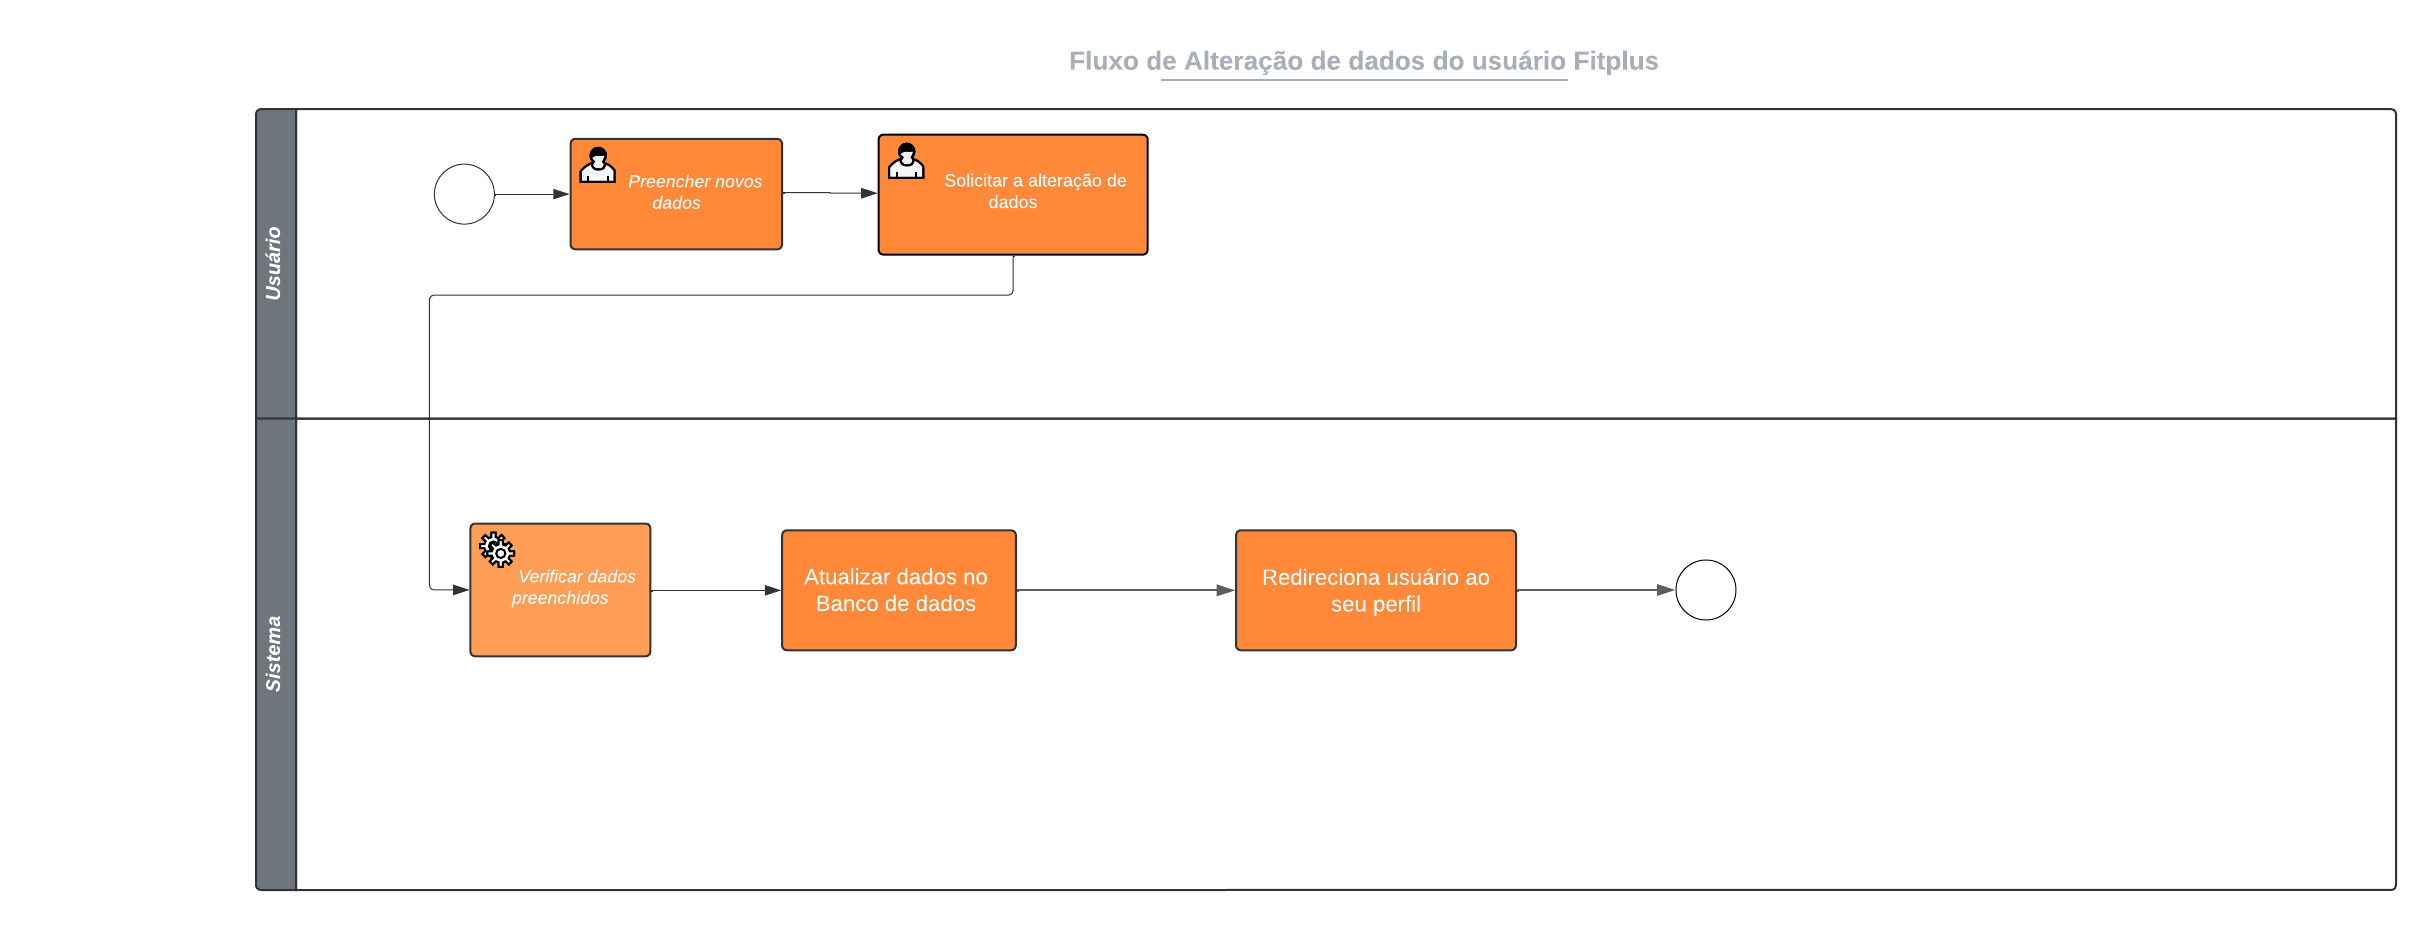 Fluxo de Alteração de dados do usuário Fitplus
Usuário
Preencher novos
dados
Solicitar a alteração de
dados
Sistema
Verificar dados
preenchidos
Atualizar dados no
Banco de dados
Redireciona usuário ao
seu perfil